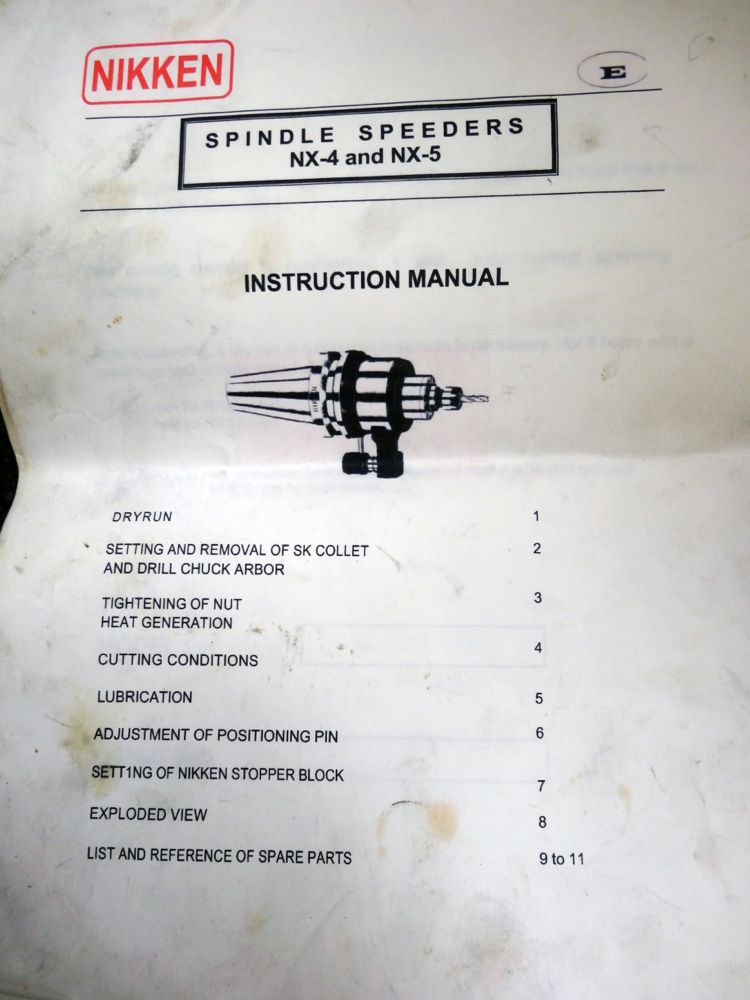 NIKKEN
E
SPINDLE SPEEDERS
NX-4 and NX-5
INSTRUCTION MANUAL
DRYRUN 1
SETTING AND REMOVAL OF SK COLLET 2
AND DRILL CHUCK ARBOR
TIGHTENING OF NUT 3
HEAT GENERATION
CUTTING CONDITIONS 4
LUBRICATION 5
ADJUSTMENT OF POSITIONING PIN 6
SETT1NG OF NIKKEN STOPPER BLOCK 7
EXPLODED VIEW 8
LIST AND REFERENCE OF SPARE PARTS 9 to 11